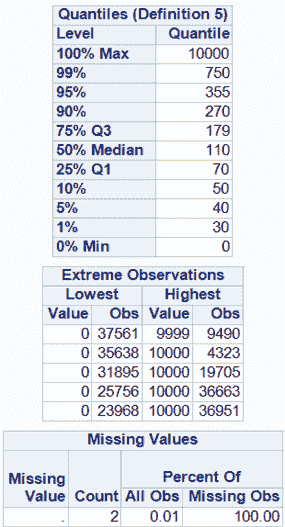 Quantiles (Definition 5)
Level Quantile
100% Max 10000
99% 750
95% 355
90% 270
75% Q3 179
50% Median 110
25% Q1 70
10% 50
5% 40
1% 30
0% Min 0
Extreme Observations
Lowest Highest
Value Obs Value Obs
0 37561 9999 9490
0 35638 10000 4323
0 31895 10000 19705
0 25756 10000 36663
0 23968 10000 36951
Missing Values
Percent Of
Missing Value Count All Obs Missing Obs
. 2 0.01 100.00